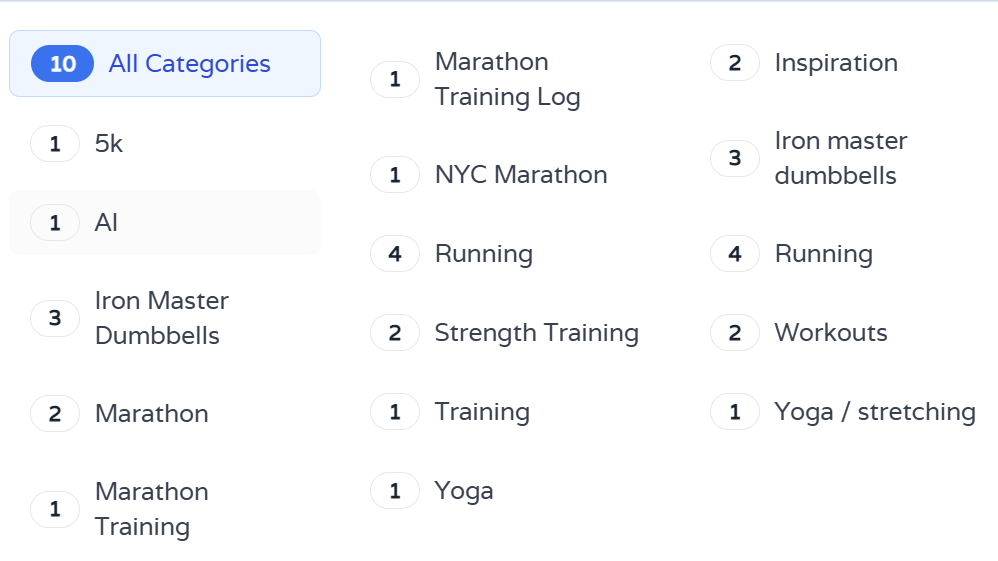 10 All Categories
1 5k
1 AI
3 Iron Master
Dumbbells
2 Marathon
1 Marathon
Training
1 Marathon
Training Log
1 NYC Marathon
4 Running
2 Strength Training
1 Training
1 Yoga
2 Inspiration
3 Iron master
dumbbells
4 Running
2 Workouts
1 Yoga / stretching